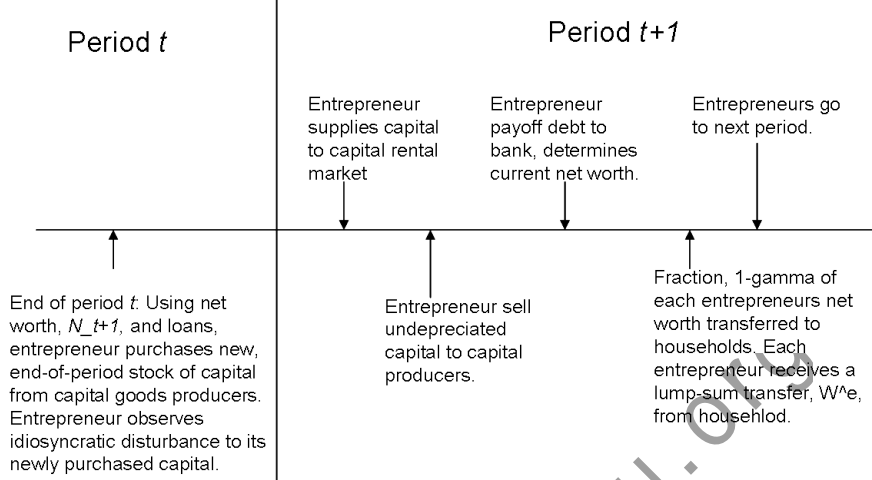 Period t
Period t+1
Entrepreneur
supplies capital
to capital rental
market
Entrepreneur
payoff debt to
bank, determines
current net worth.
Entrepreneurs go
to next period.
End of period t: Using net
worth, N_t+1, and loans,
entrepreneur purchases new,
end-of-period stock of capital
from capital goods producers.
Entrepreneur observes
idiosyncratic disturbance to its
newly purchased capital.
Entrepreneur sell
undepreciated
capital to capital
producers.
Fraction, 1-gamma of
each entrepreneurs net
worth transferred to
households. Each
entrepreneur receives a
lump-sum transfer, W^e,
from househlod.
u.org